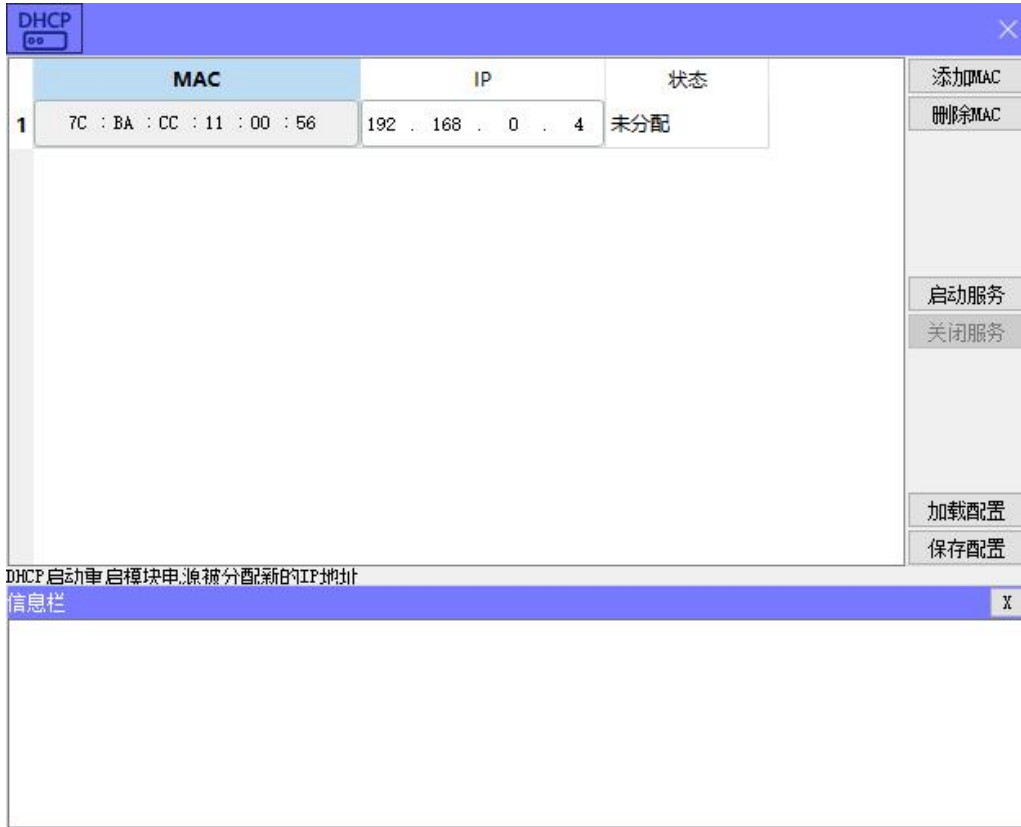 DHCP
MAC IP 状态 添加MAC
删除MAC
1 7C : BA : CC : 11 : 00 : 56 192 . 168 . 0 . 4 未分配
启动服务
关闭服务
加载配置
保存配置
DHCP启动重启模块电源被分配新的IP地址
信息栏 X